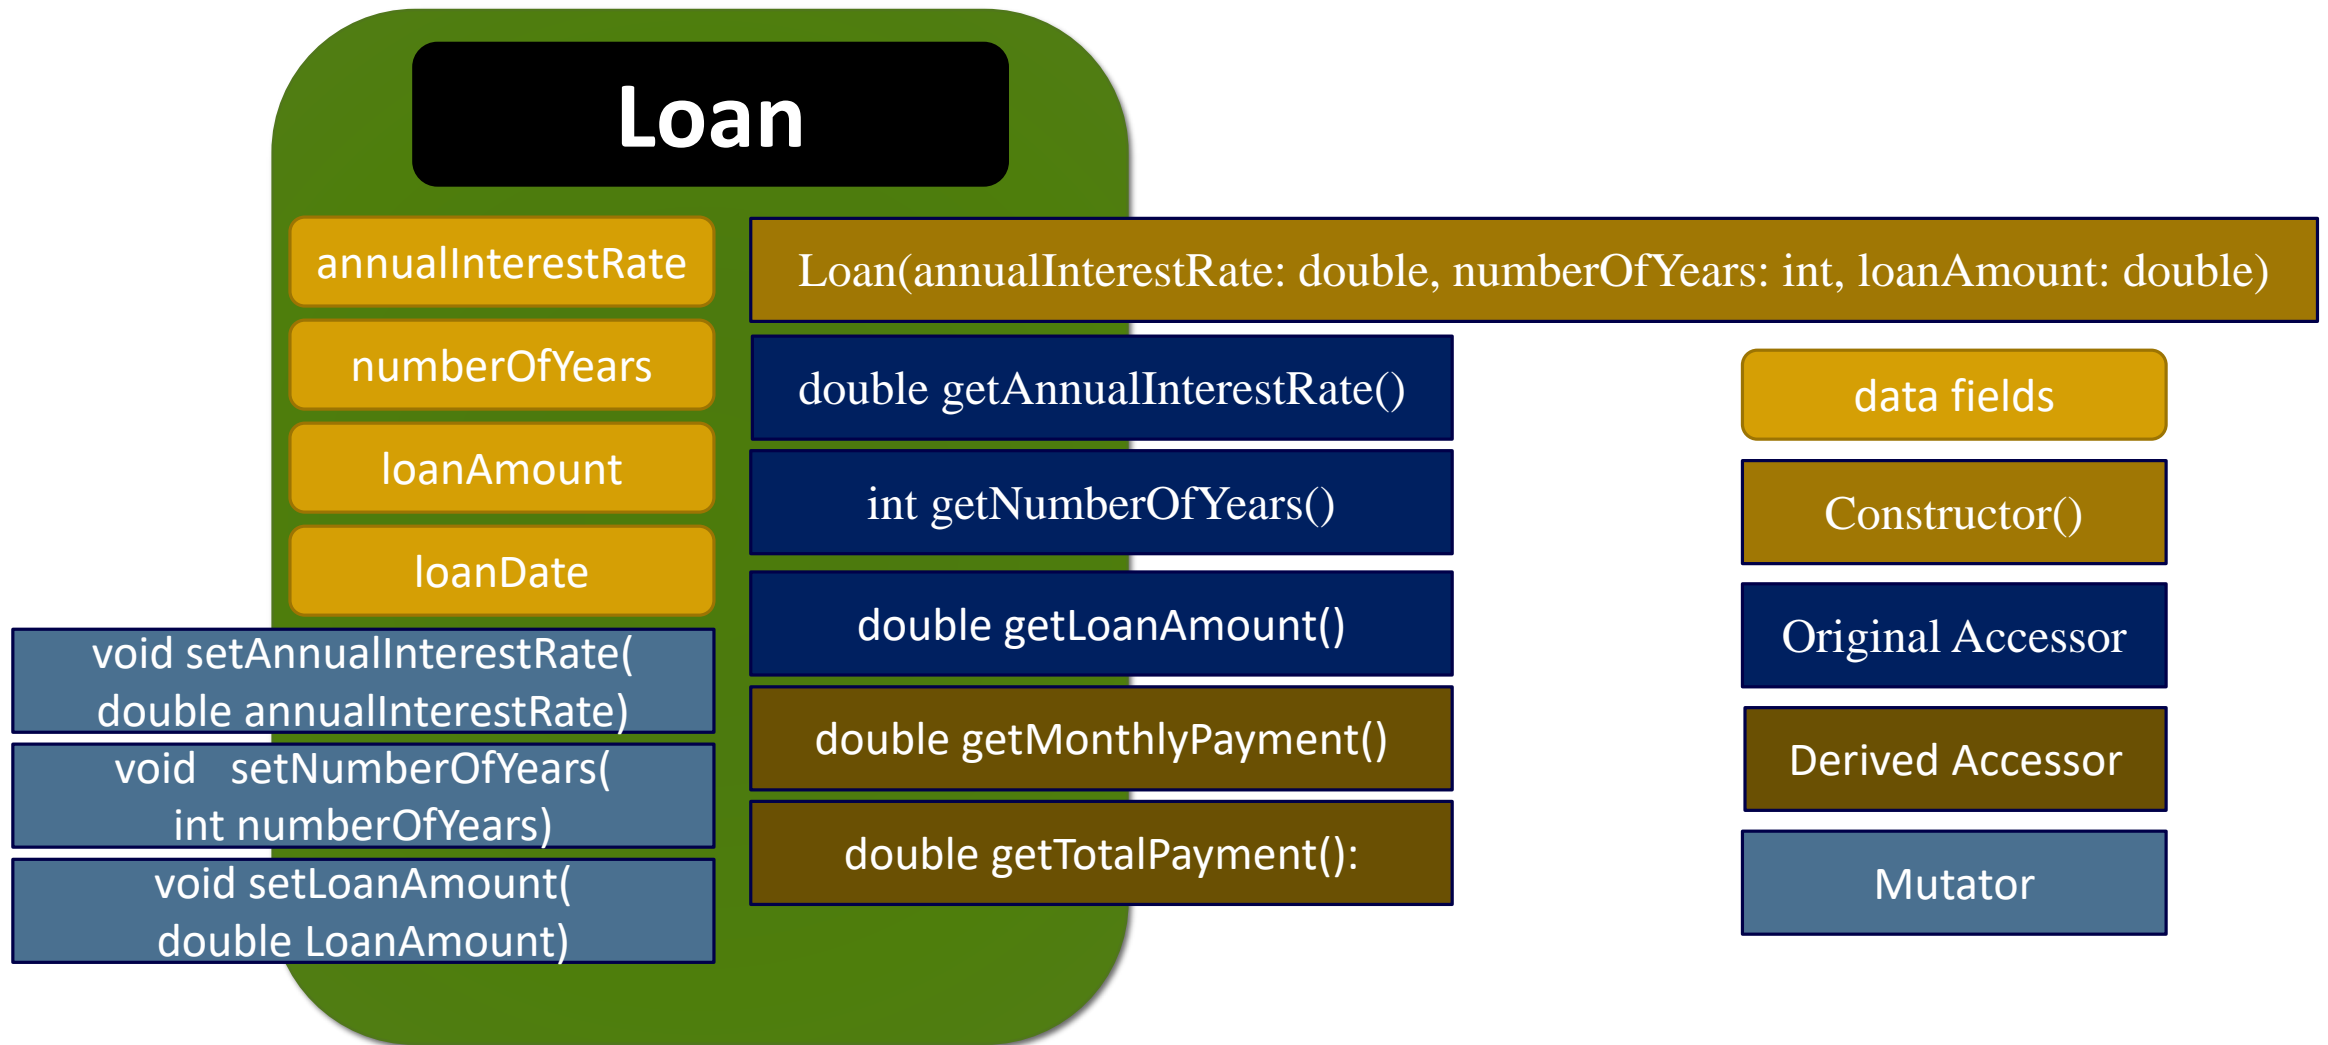 Loan
annualInterestRate
numberOfYears
loanAmount
loanDate
void setAnnualInterestRate(
double annualInterestRate)
void setNumberOfYears(
int numberOfYears)
void setLoanAmount(
double LoanAmount)
Loan(annualInterestRate: double, numberOfYears: int, loanAmount: double)
double getAnnualInterestRate()
int getNumberOfYears()
double getLoanAmount()
double getMonthlyPayment()
double getTotalPayment():
data fields
Constructor()
Original Accessor
Derived Accessor
Mutator